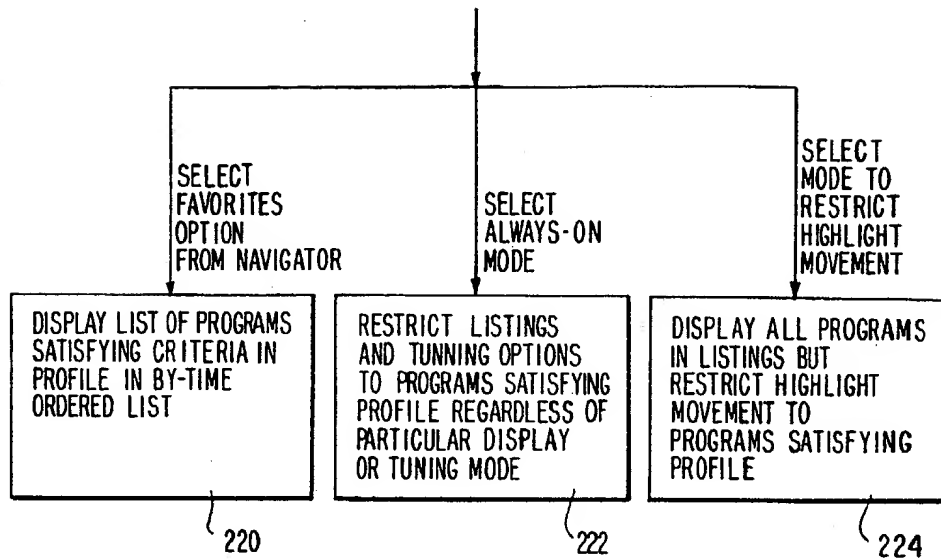 SELECT
FAVORITES
OPTION
FROM NAVIGATOR
SELECT
ALWAYS-ON
MODE
SELECT
MODE TO
RESTRICT
HIGHLIGHT
MOVEMENT
DISPLAY LIST OF PROGRAMS
SATISFYING CRITERIA IN
PROFILE IN BY-TIME
ORDERED LIST
RESTRICT LISTINGS
AND TUNNING OPTIONS
TO PROGRAMS SATISFYING
PROFILE REGARDLESS OF
PARTICULAR DISPLAY
OR TUNING MODE
DISPLAY ALL PROGRAMS
IN LISTINGS BUT
RESTRICT HIGHLIGHT
MOVEMENT TO
PROGRAMS SATISFYING
PROFILE
220
222
224